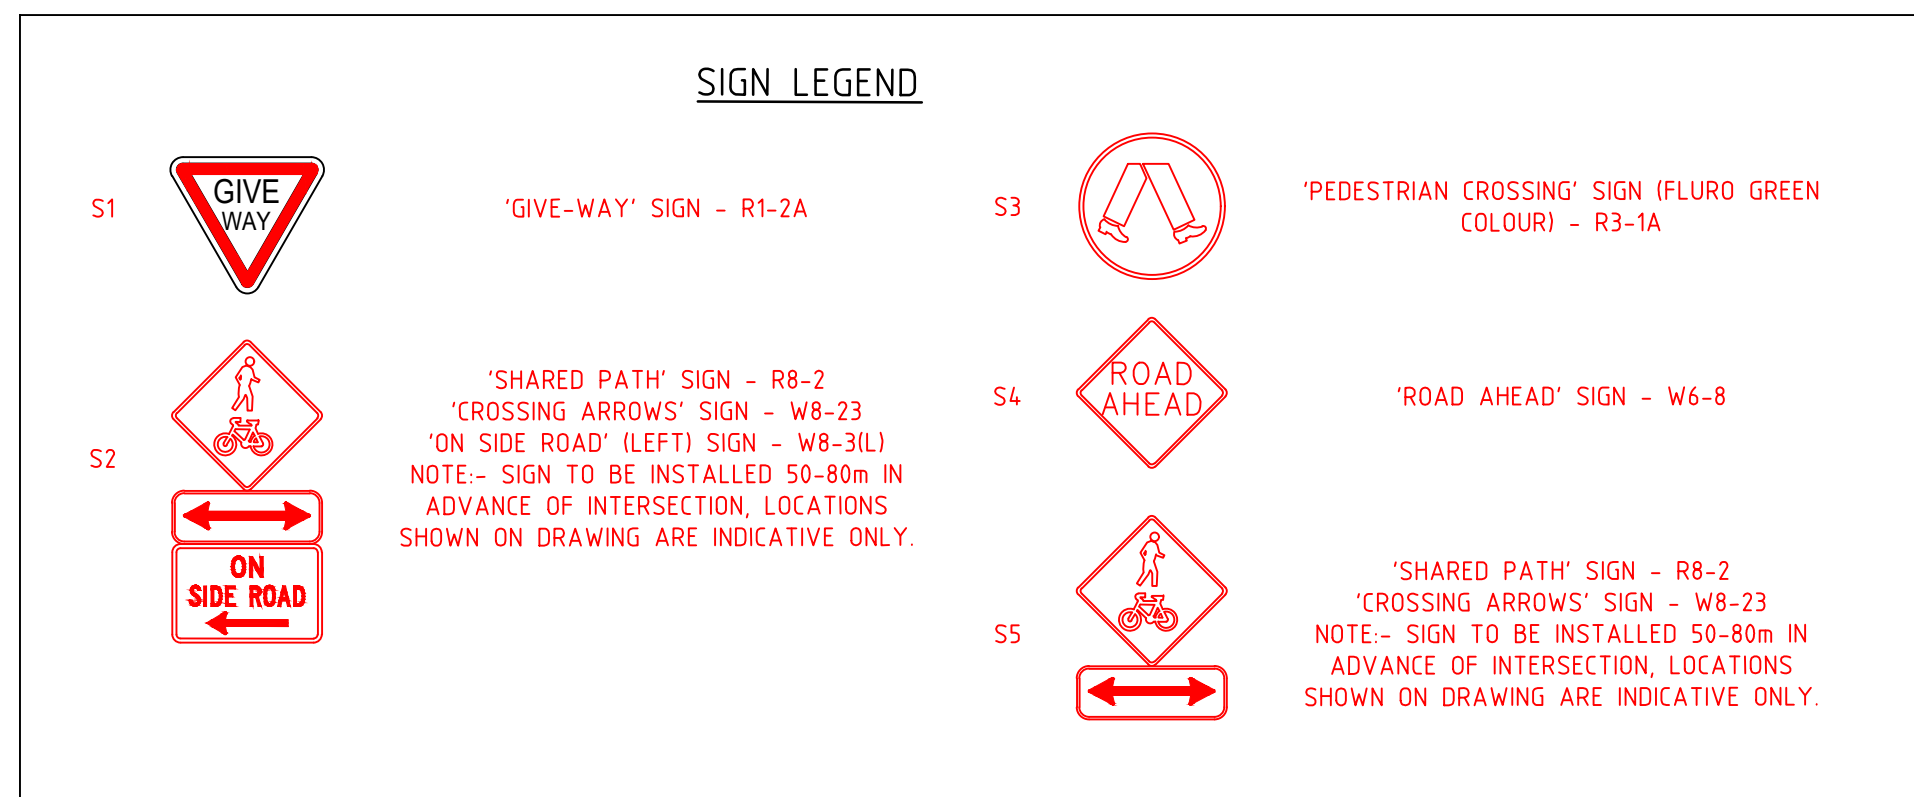 SIGN LEGEND
S1
GIVE
WAY
'GIVE-WAY' SIGN - R1-2A
S2
'SHARED PATH' SIGN - R8-2
'CROSSING ARROWS' SIGN - W8-23
'ON SIDE ROAD' (LEFT) SIGN - W8-3(L)
NOTE:- SIGN TO BE INSTALLED 50-80m IN
ADVANCE OF INTERSECTION, LOCATIONS
SHOWN ON DRAWING ARE INDICATIVE ONLY.
ON
SIDE ROAD
S3
'PEDESTRIAN CROSSING' SIGN (FLURO GREEN
COLOUR) - R3-1A
S4
ROAD
AHEAD
'ROAD AHEAD' SIGN - W6-8
S5
'SHARED PATH' SIGN - R8-2
'CROSSING ARROWS' SIGN - W8-23
NOTE:- SIGN TO BE INSTALLED 50-80m IN
ADVANCE OF INTERSECTION, LOCATIONS
SHOWN ON DRAWING ARE INDICATIVE ONLY.